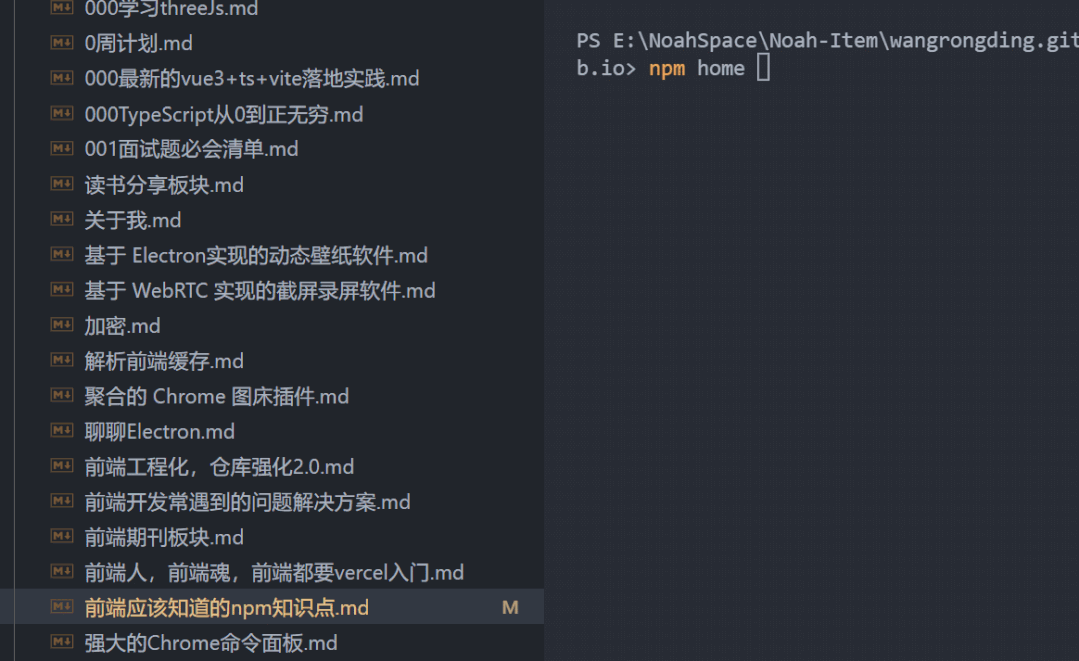 000学习threeJs.md
0周计划.md
000最新的vue3+ts+vite落地实践.md
000TypeScript从0到正无穷.md
001面试题必会清单.md
读书分享板块.md
关于我.md
基于 Electron实现的动态壁纸软件.md
基于 WebRTC 实现的截屏录屏软件.md
加密.md
解析前端缓存.md
聚合的 Chrome 图床插件.md
聊聊Electron.md
前端工程化，仓库强化2.0.md
前端开发常遇到的问题解决方案.md
前端期刊板块.md
前端人，前端魂，前端都要vercel入门.md
前端应该知道的npm知识点.md M
强大的Chrome命令面板.md
PS E:\NoahSpace\Noah-Item\wangrongding.git
b.io> npm home